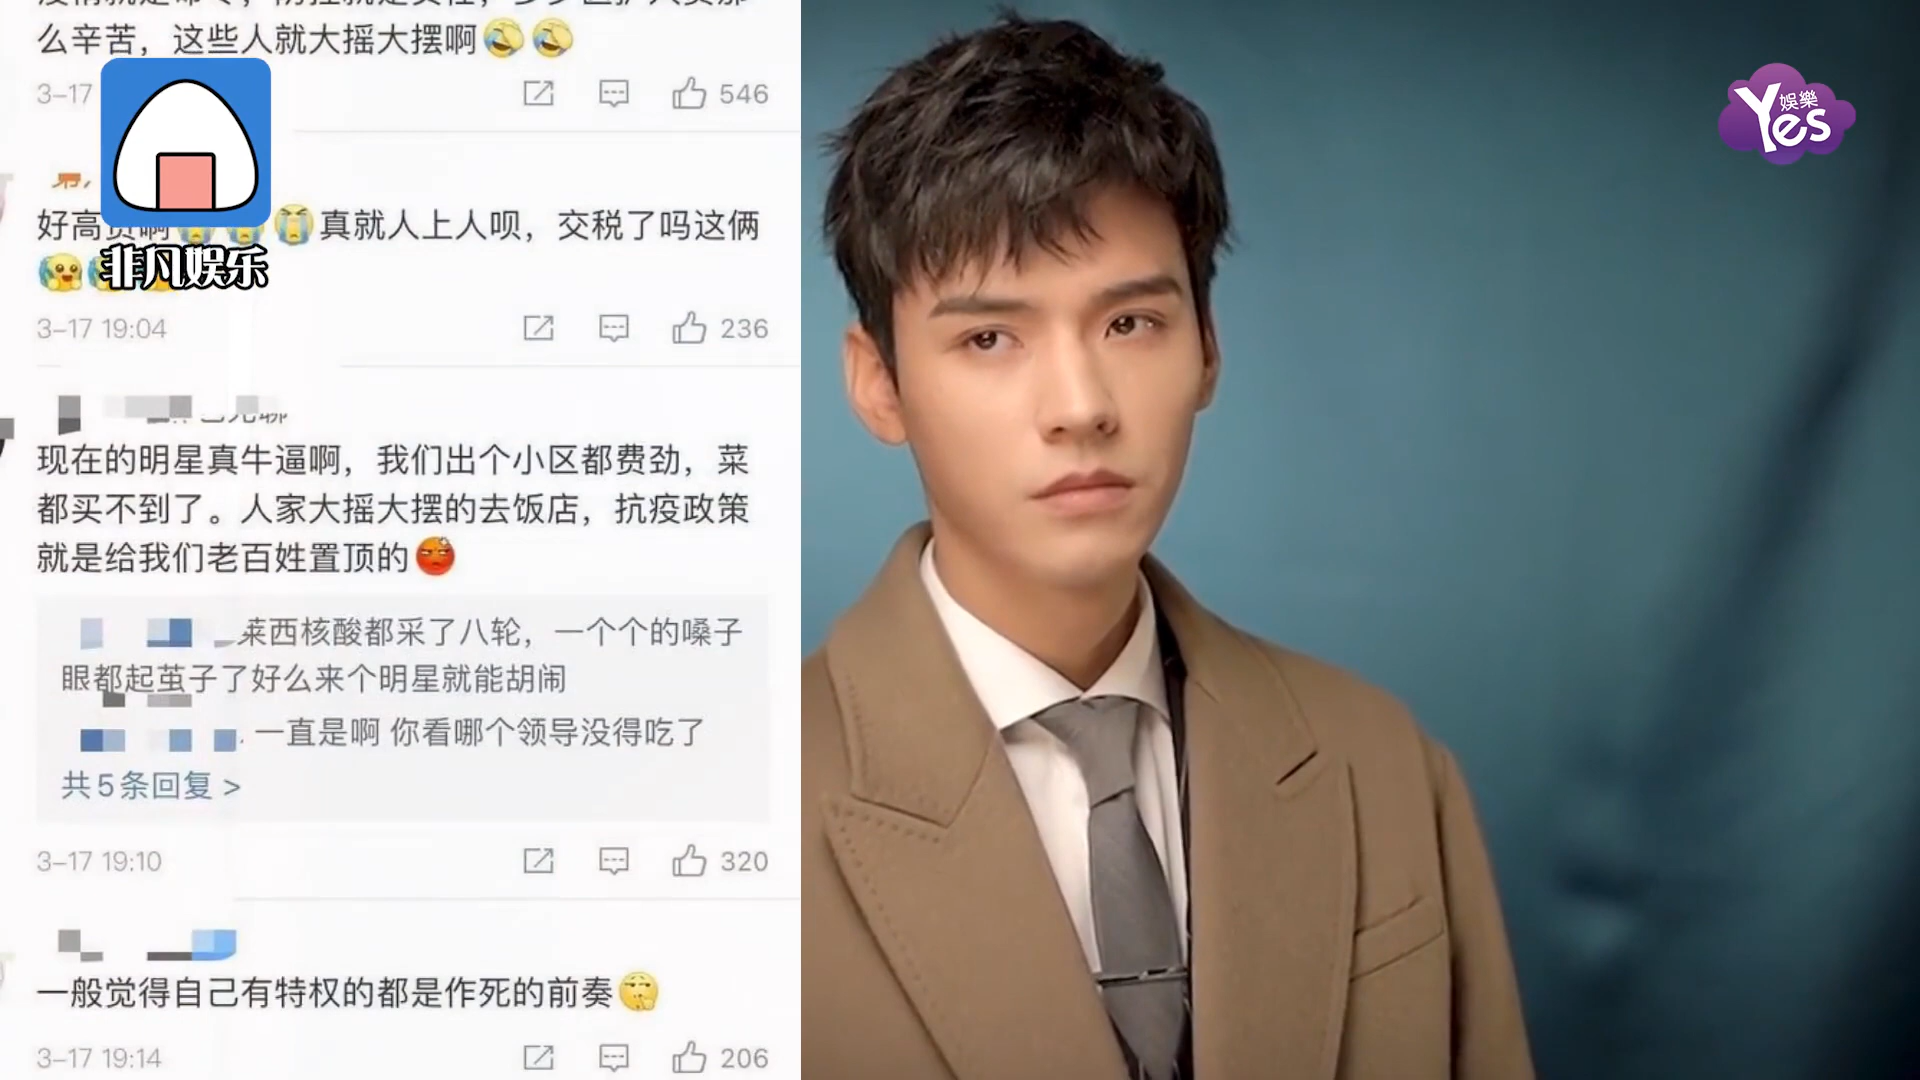 么辛苦，这些人就大摇大摆啊
3-17
546
好高贵啊真就人上人呗，交税了吗这俩
非凡娱乐
3-17 19:04
236
现在的明星真牛逼啊，我们出个小区都费劲，菜
都买不到了。人家大摇大摆的去饭店，抗疫政策
就是给我们老百姓置顶的
莱西核酸都采了八轮，一个个的嗓子
眼都起茧子了好么来个明星就能胡闹
一直是啊 你看哪个领导没得吃了
共5条回复 >
3-17 19:10
320
一般觉得自己有特权的都是作死的前奏
3-17 19:14
206
Yes 娛樂